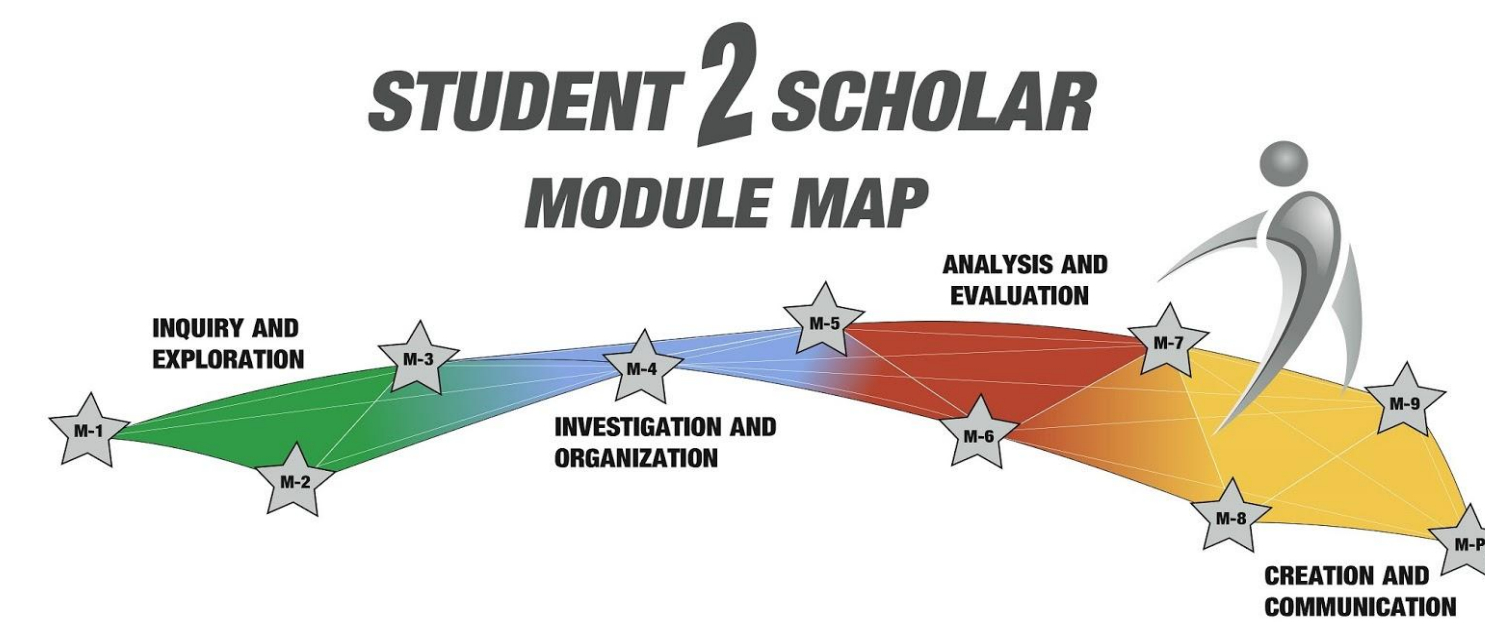 STUDENT 2 SCHOLAR
MODULE MAP
ANALYSIS AND
EVALUATION
INQUIRY AND
EXPLORATION
M-5
M-3
M-7
M-4
M-9
M-1
INVESTIGATION AND
ORGANIZATION
M-6
M-2
M-8
M-P
CREATION AND
COMMUNICATION